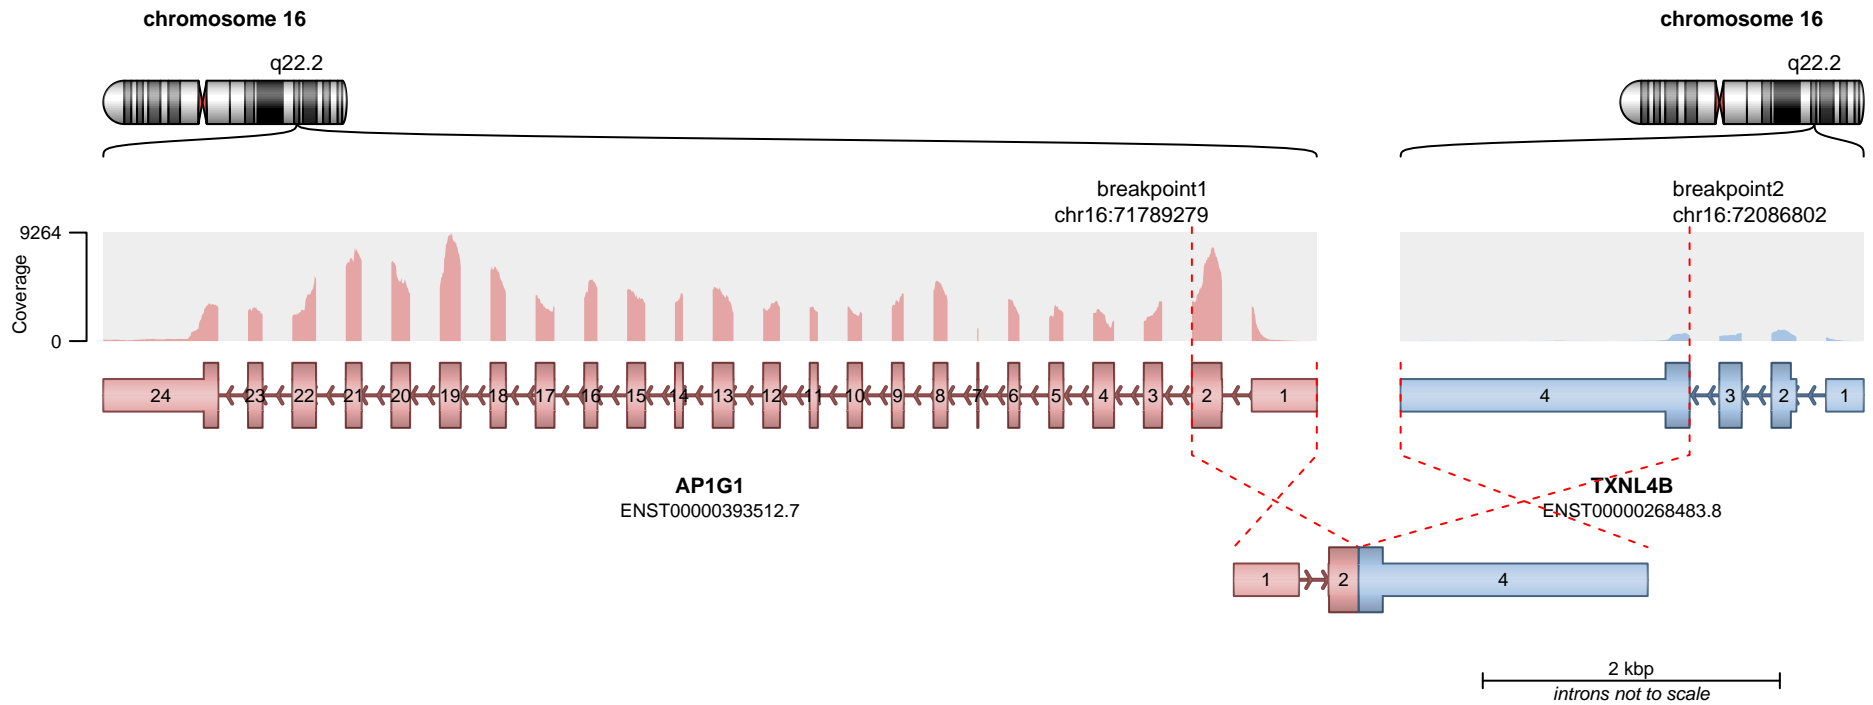 chromosome 16
chromosome 16
q22.2
q22.2
breakpoint1
chr16:71789279
breakpoint2
chr16:72086802
9264
Coverage
0
24 23 22 21 20 19 18 17 16 15 14 13 12 11 10 9 8 7 6 5 4 3 2 1
4 3 2 1
AP1G1
ENST00000393512.7
TXNL4B
ENST00000268483.8
1 2 4
2 kbp
introns not to scale